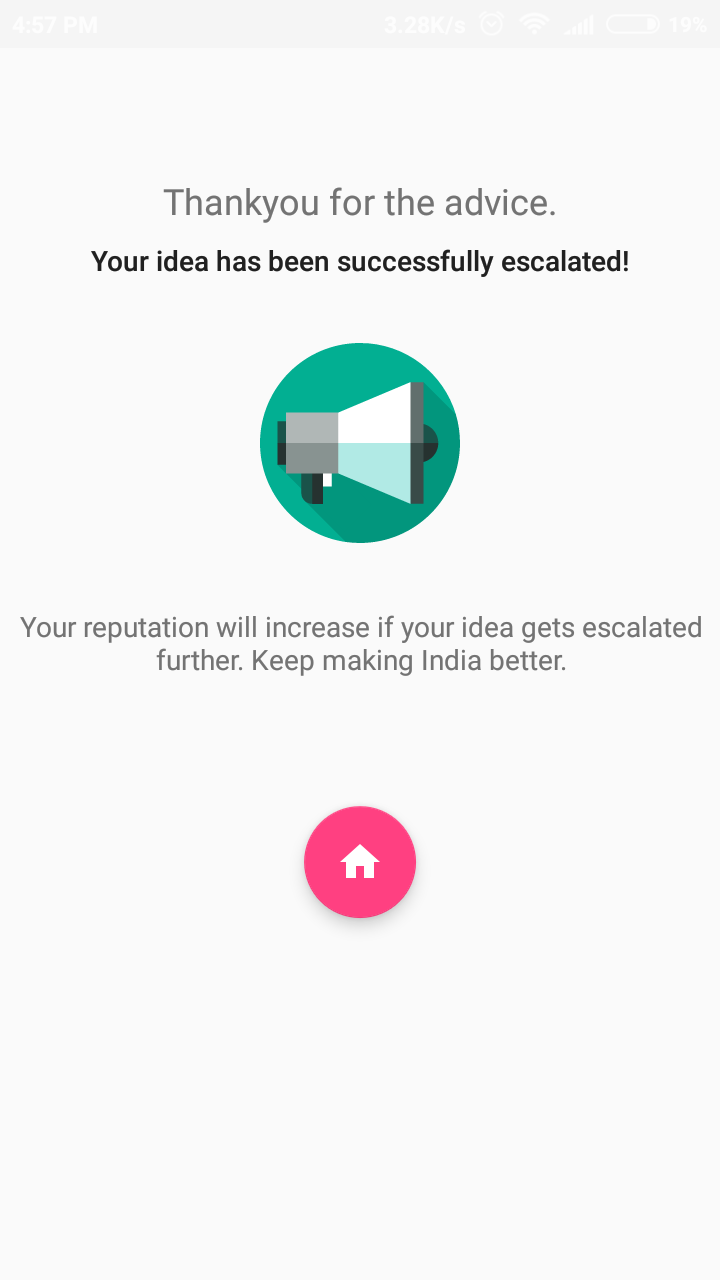 4:57 PM 3.28K/s 19%
Thankyou for the advice.
Your idea has been successfully escalated!
Your reputation will increase if your idea gets escalated
further. Keep making India better.